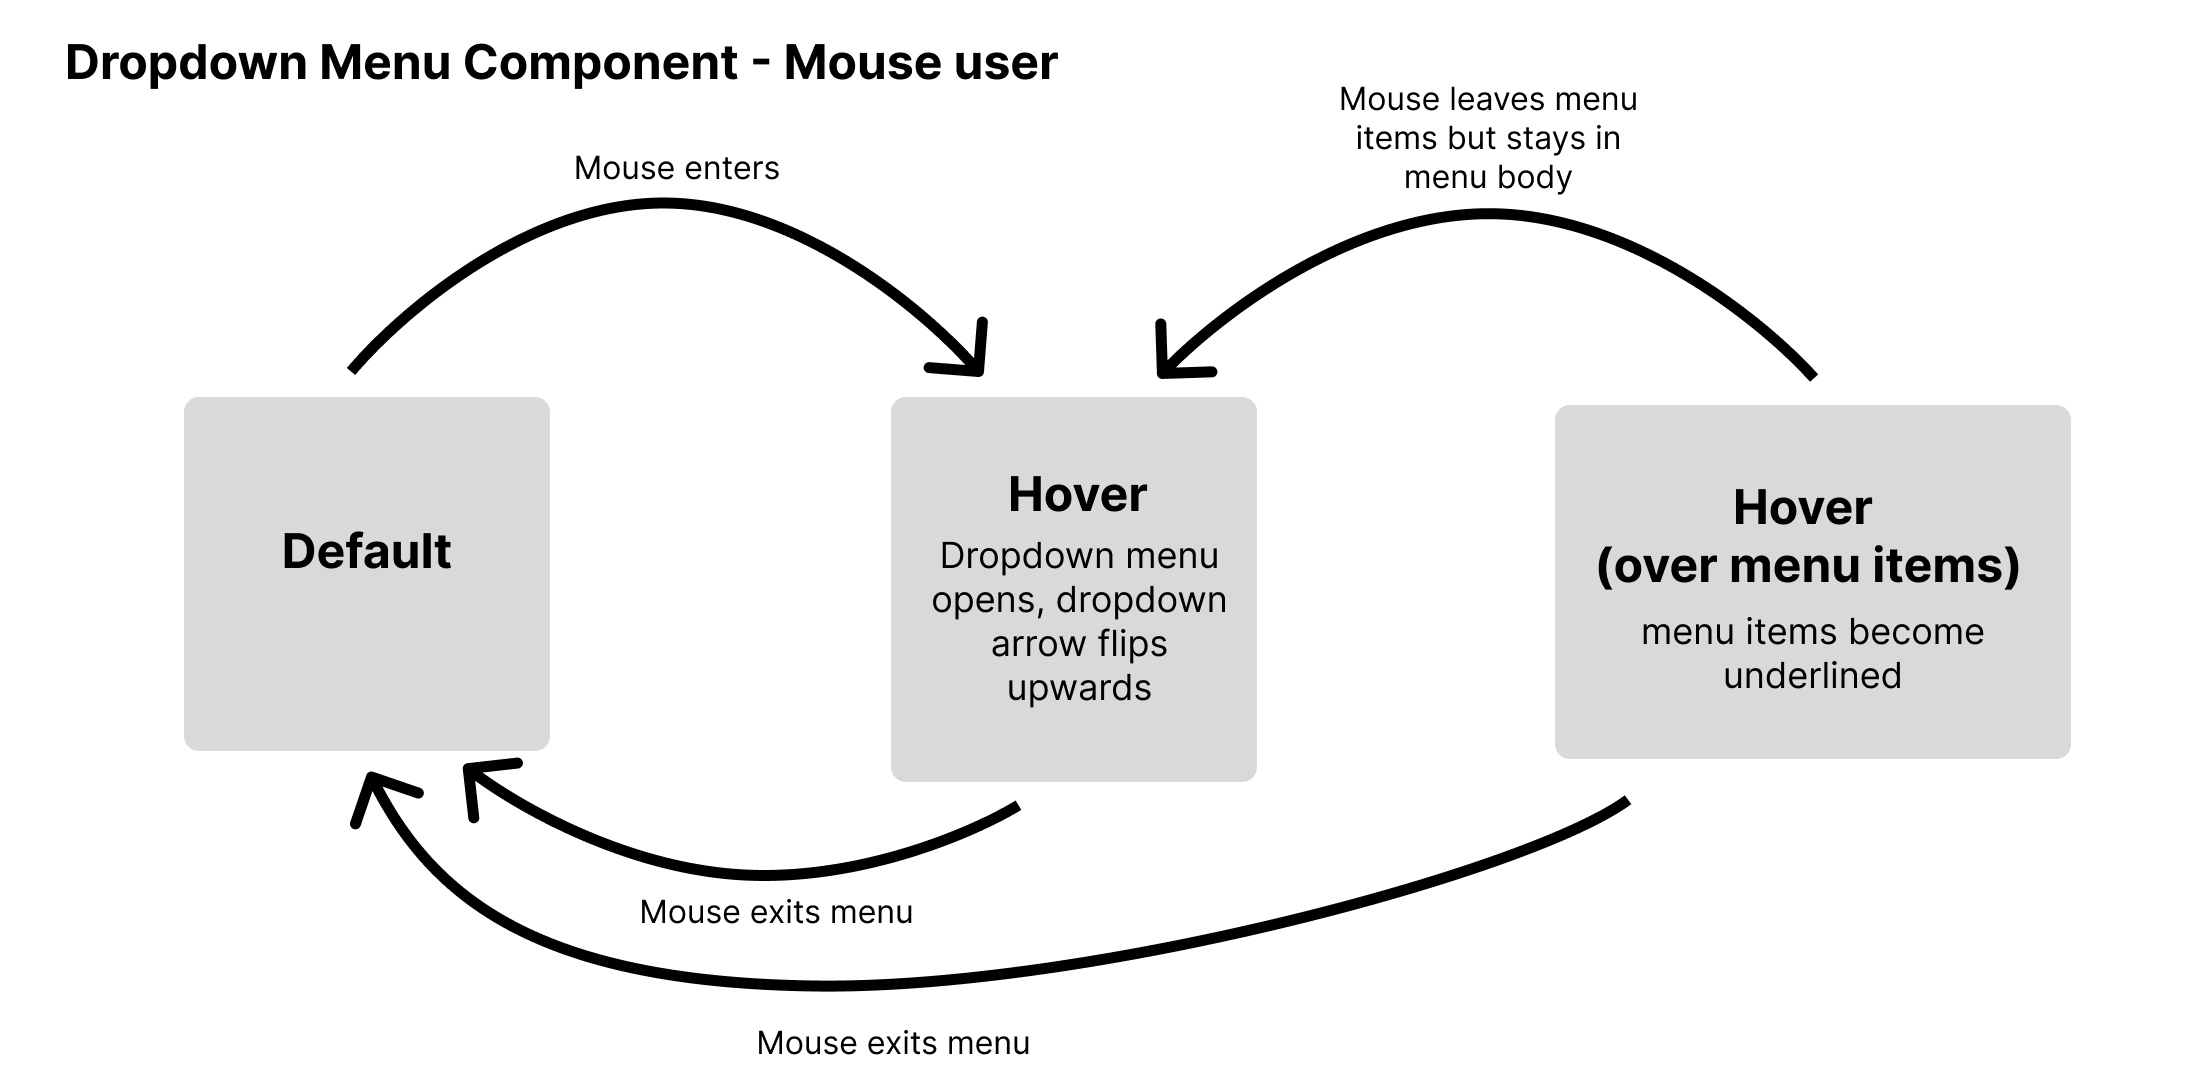 Dropdown Menu Component - Mouse user
Mouse enters
Mouse leaves menu
items but stays in
menu body
Default
Hover
Dropdown menu
opens, dropdown
arrow flips
upwards
Hover
(over menu items)
menu items become
underlined
Mouse exits menu
Mouse exits menu